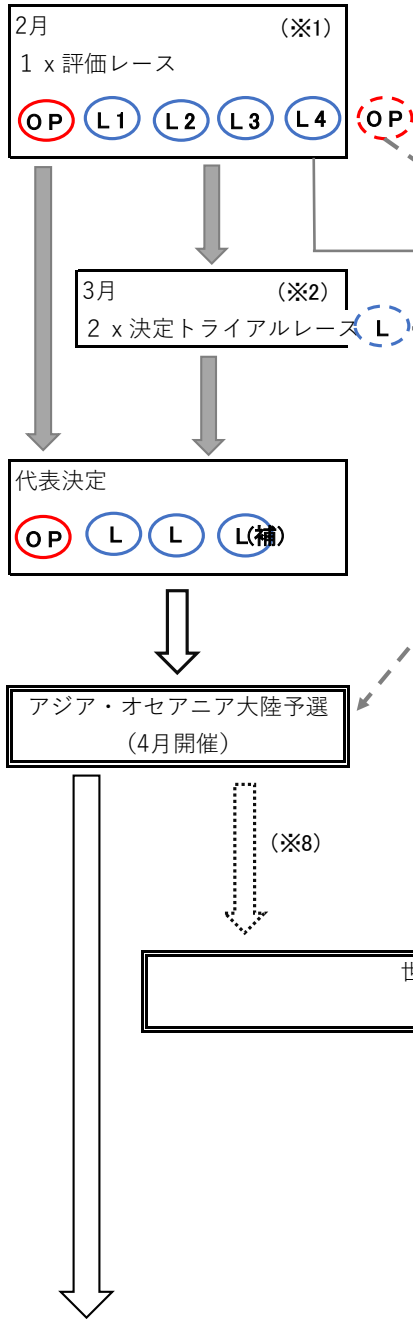 2月 (※1)
1 x 評価レース
OP L1 L2 L3 L4 OP
3月 (※2)
2 x 決定トライアルレース L
代表決定
OP L L L(補)
アジア・オセアニア大陸予選
(4月開催)
(※8)